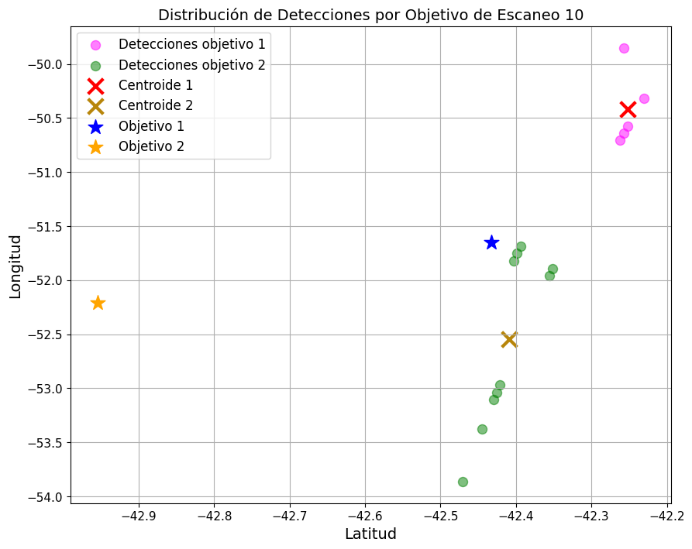 Distribución de Detecciones por Objetivo de Escaneo 10
Detecciones objetivo 1
Detecciones objetivo 2
Centroide 1
Centroide 2
Objetivo 1
Objetivo 2
Longitud
−50.0
−50.5
−51.0
−51.5
−52.0
−52.5
−53.0
−53.5
−54.0
−42.9 −42.8 −42.7 −42.6 −42.5 −42.4 −42.3 −42.2
Latitud